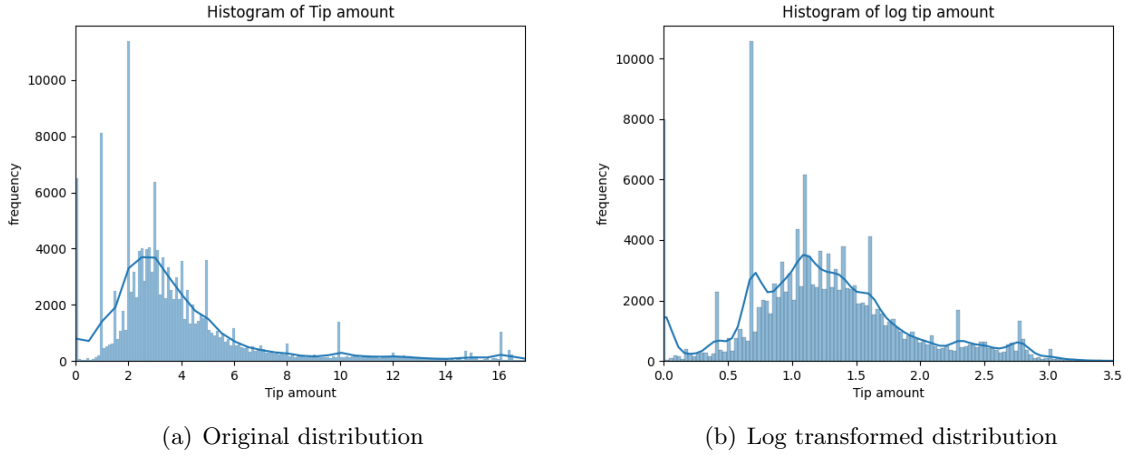 Histogram of Tip amount
10000
8000
6000
4000
2000
0
frequency
0 2 4 6 8 10 12 14 16
Tip amount
(a) Original distribution
Histogram of log tip amount
10000
8000
6000
4000
2000
0
frequency
0.0 0.5 1.0 1.5 2.0 2.5 3.0 3.5
Tip amount
(b) Log transformed distribution